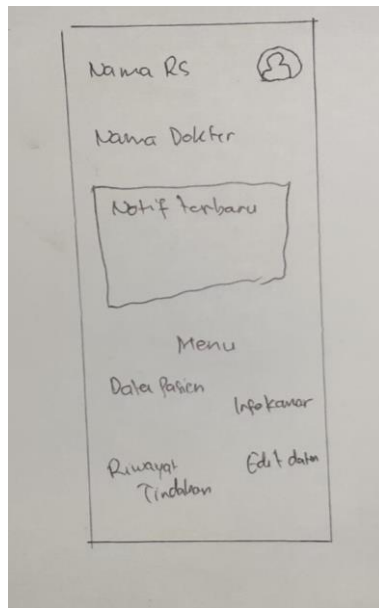 Nama RS
Nama Dokter
Notif terbaru
Menu
Data Pasien
Info kamar
Riwayat
Tindakan
Edit data